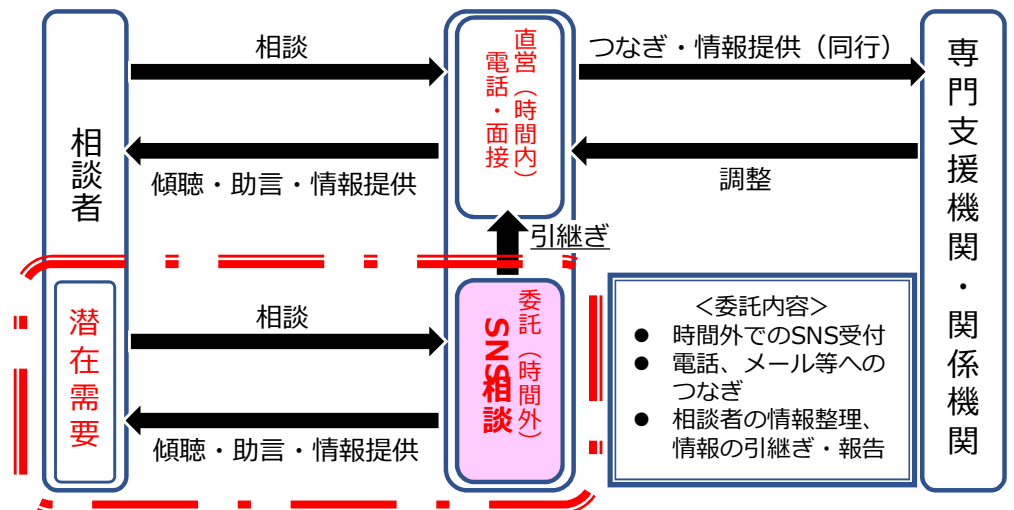 相談者
相談
傾聴・助言・情報提供
直営（時間内）
電話・面接
つなぎ・情報提供（同行）
調整
専門支援機関・関係機関
引継ぎ
潜在需要
相談
傾聴・助言・情報提供
委託（時間外）
SNS相談
<委託内容>
● 時間外でのSNS受付
● 電話、メール等への
つなぎ
● 相談者の情報整理、
情報の引継ぎ・報告